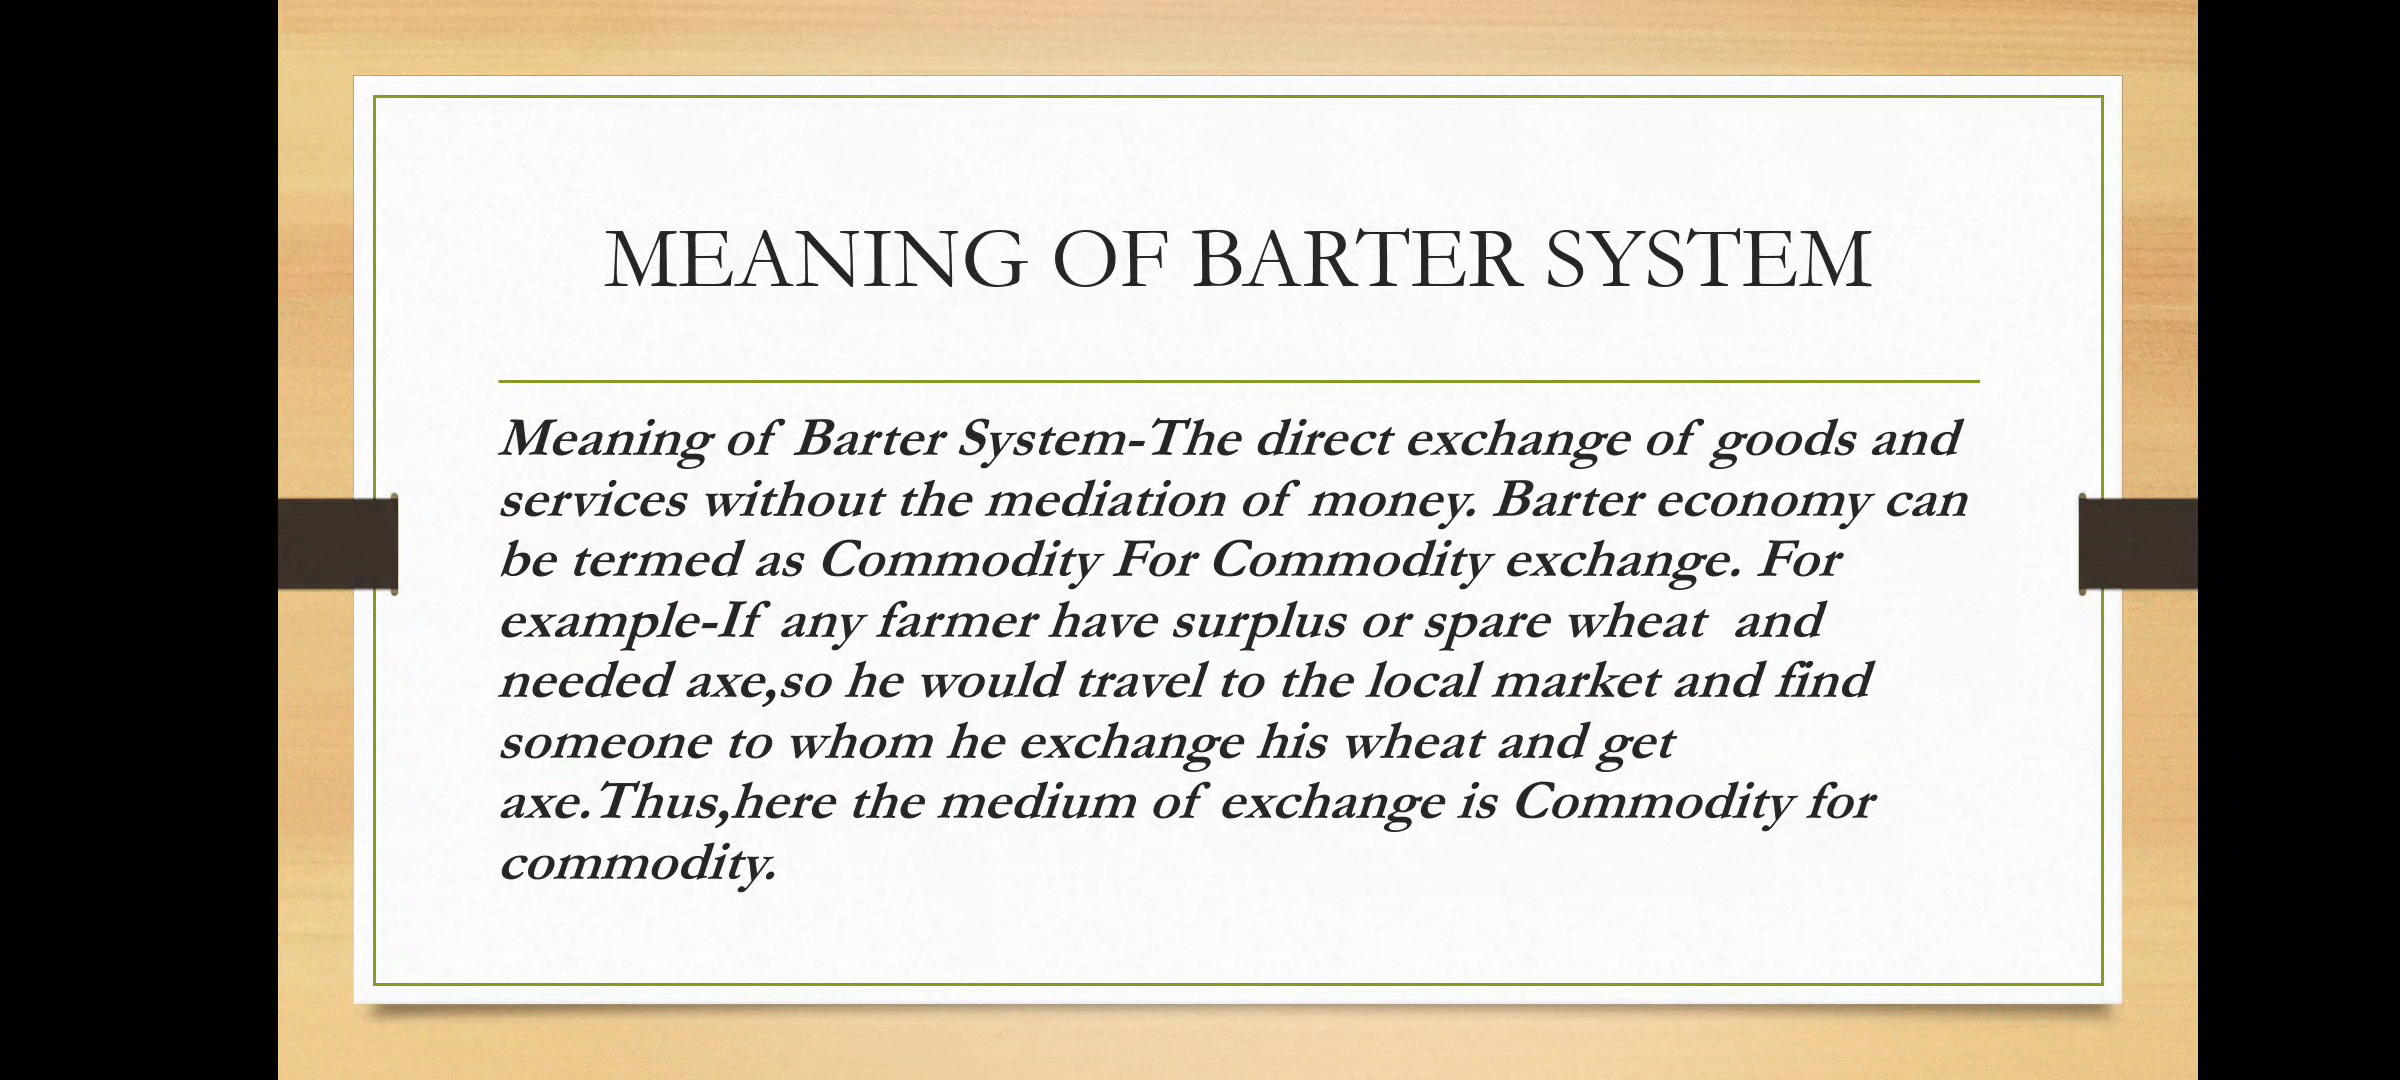 MEANING OF BARTER SYSTEM
Meaning of Barter System-The direct exchange of goods and
services without the mediation of money. Barter economy can
be termed as Commodity For Commodity exchange. For
example-If any farmer have surplus or spare wheat  and
needed axe,so he would travel to the local market and find
someone to whom he exchange his wheat and get
axe.Thus,here the medium of exchange is Commodity for
commodity.